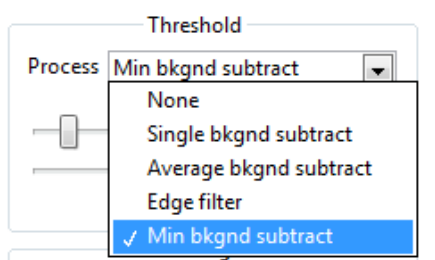 Threshold
Process Min bkgnd subtract
None
Single bkgnd subtract
Average bkgnd subtract
Edge filter
✓ Min bkgnd subtract